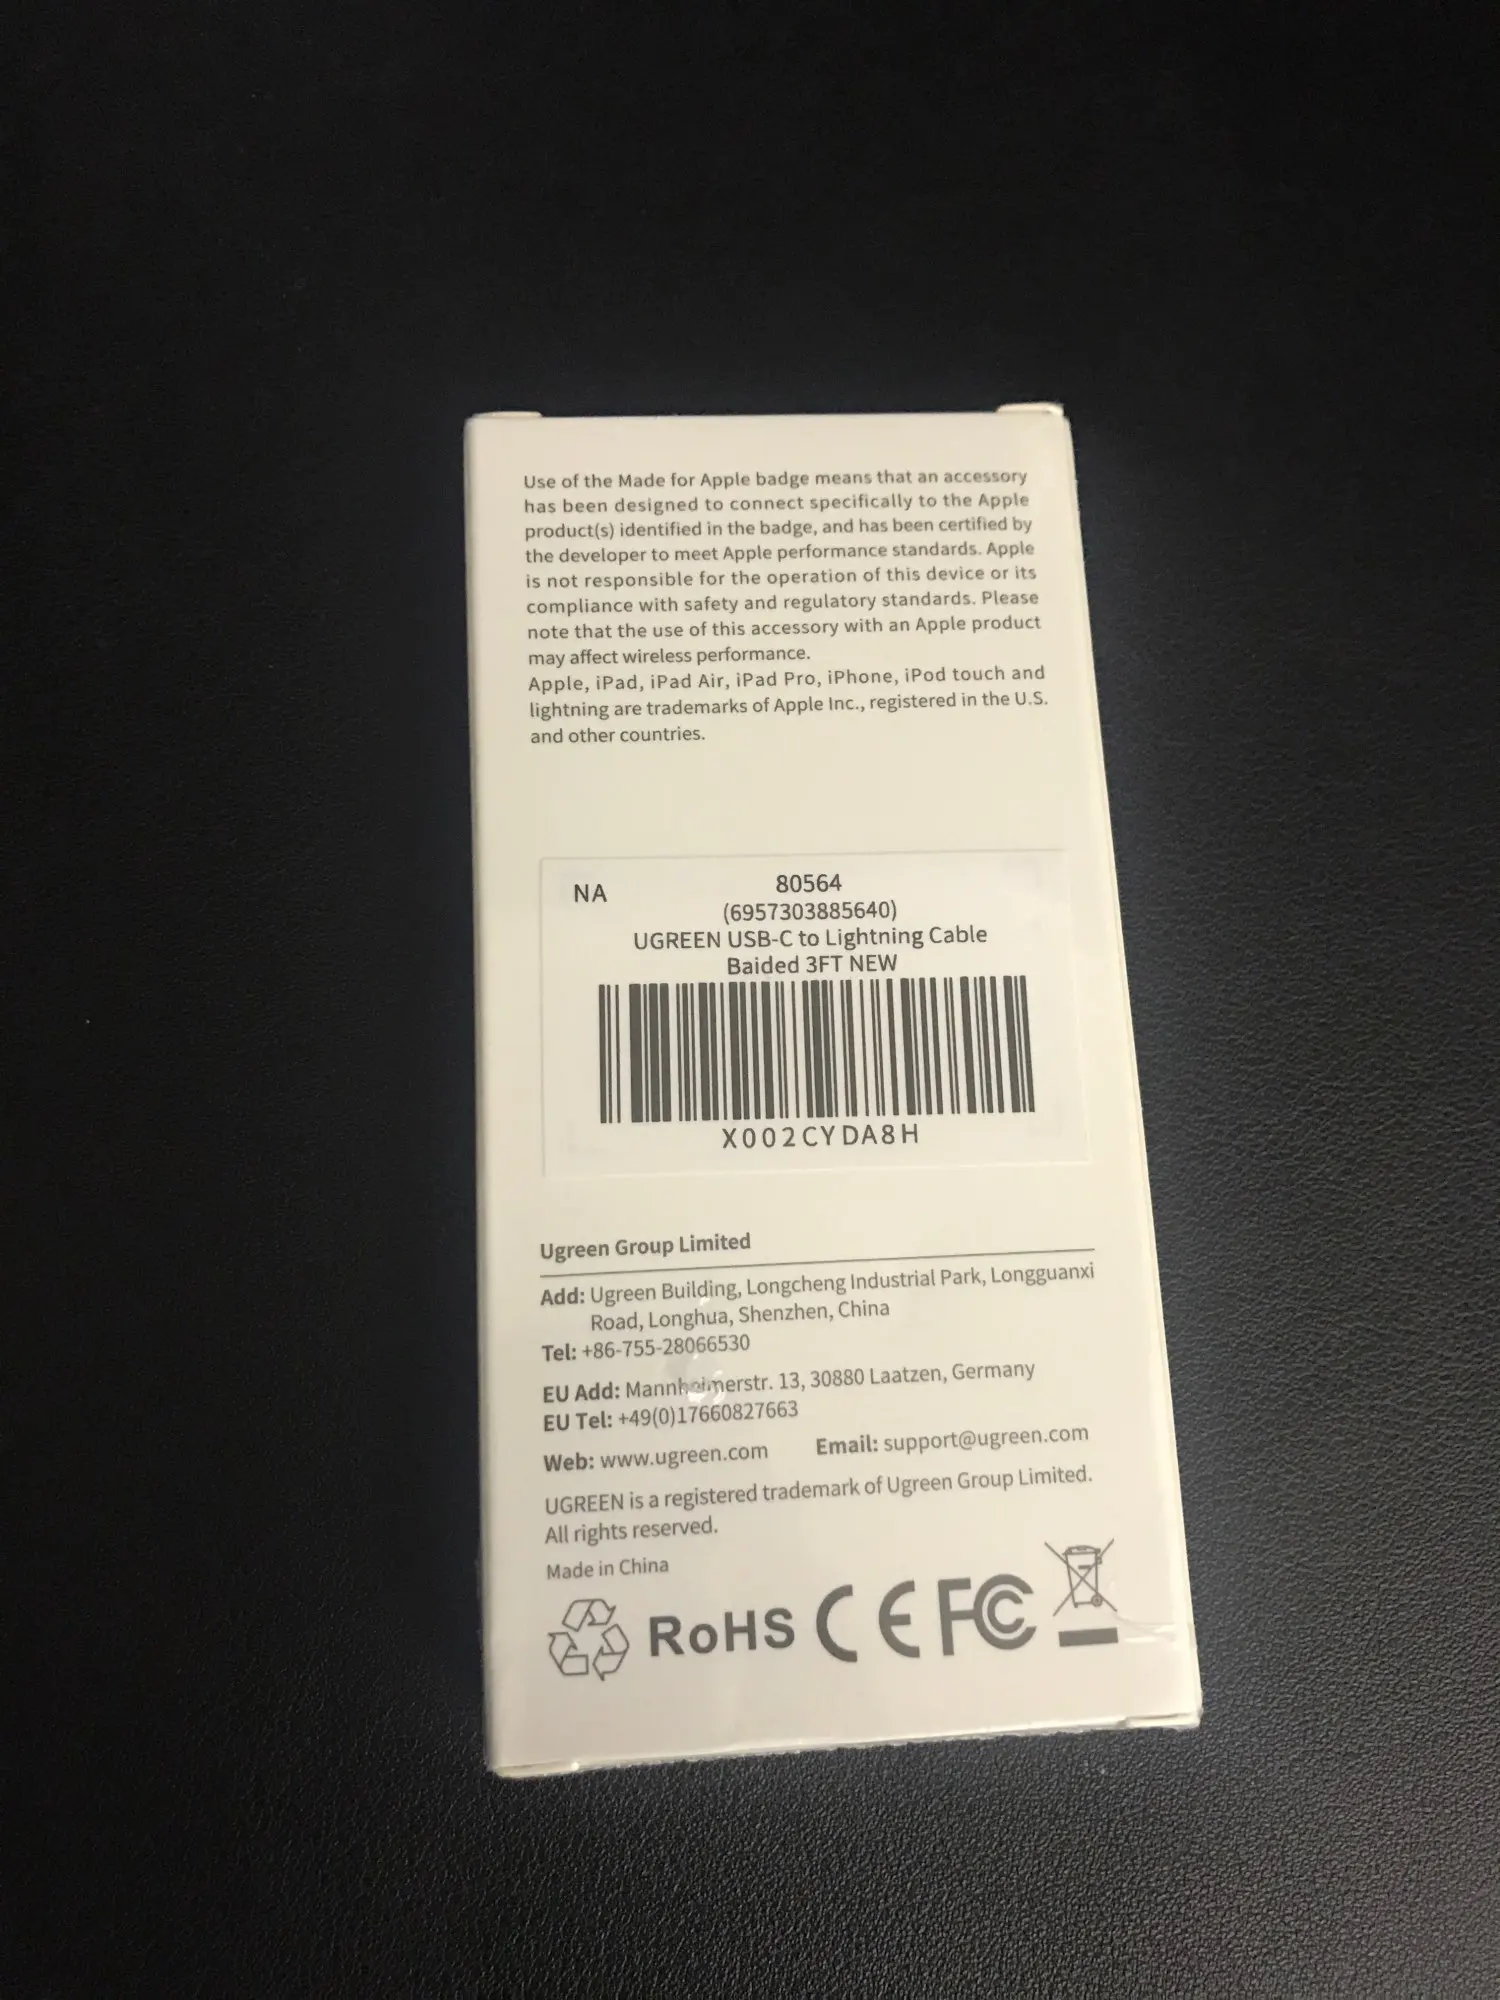 Use of the Made for Apple badge means that an accessory
has been designed to connect specifically to the Apple
product(s) identified in the badge, and has been certified by
the developer to meet Apple performance standards. Apple
is not responsible for the operation of this device or its
compliance with safety and regulatory standards. Please
note that the use of this accessory with an Apple product
may affect wireless performance.
Apple, iPad, iPad Air, iPad Pro, iPhone, iPod touch and
lightning are trademarks of Apple Inc., registered in the U.S.
and other countries.
NA
80564
(6957303885640)
UGREEN USB-C to Lightning Cable
Baided 3FT NEW
X002CYDA8H
Ugreen Group Limited
Add: Ugreen Building, Longcheng Industrial Park, Longguanxi
Road, Longhua, Shenzhen, China
Tel: +86-755-28066530
EU Add: Mannheimerstr. 13, 30880 Laatzen, Germany
EU Tel: +49(0)17660827663
Web: www.ugreen.com Email: support@ugreen.com
UGREEN is a registered trademark of Ugreen Group Limited.
All rights reserved.
Made in China
RoHS CE FC